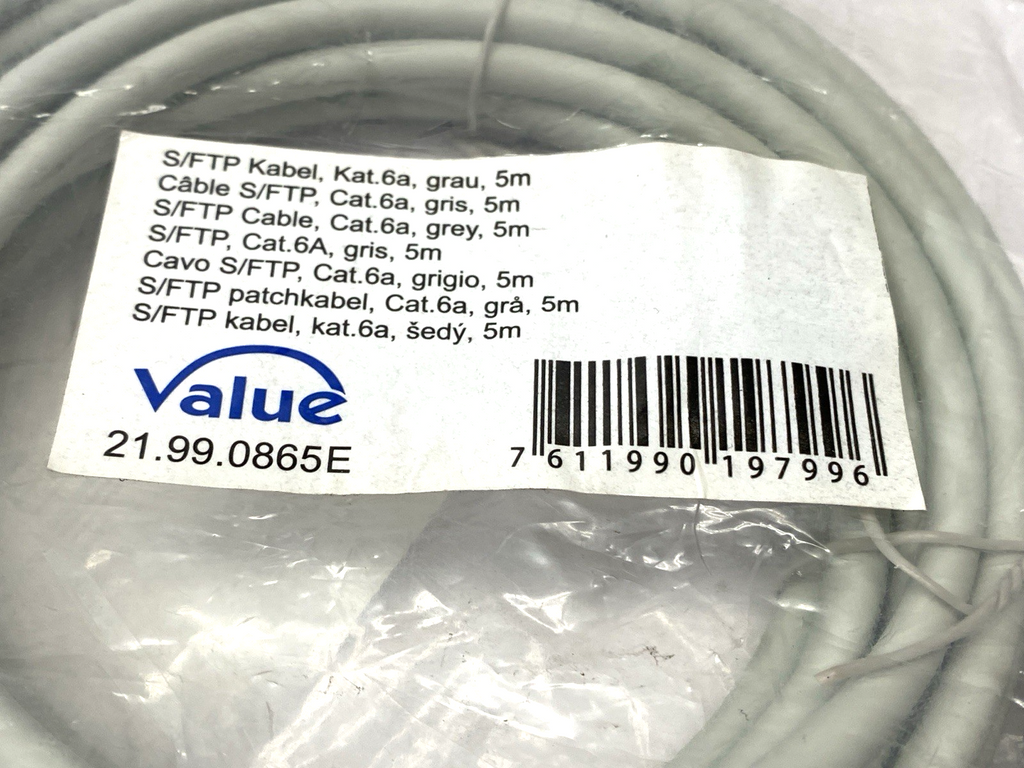 S/FTP Kabel, Kat.6a, grau, 5m
Câble S/FTP, Cat.6a, gris, 5m
S/FTP Cable, Cat.6a, grey, 5m
S/FTP, Cat.6A, gris, 5m
Cavo S/FTP, Cat.6a, grigio, 5m
S/FTP patchkabel, Cat.6a, grå, 5m
S/FTP kabel, kat.6a, šedý, 5m
Value
21.99.0865E
7 611990 197996